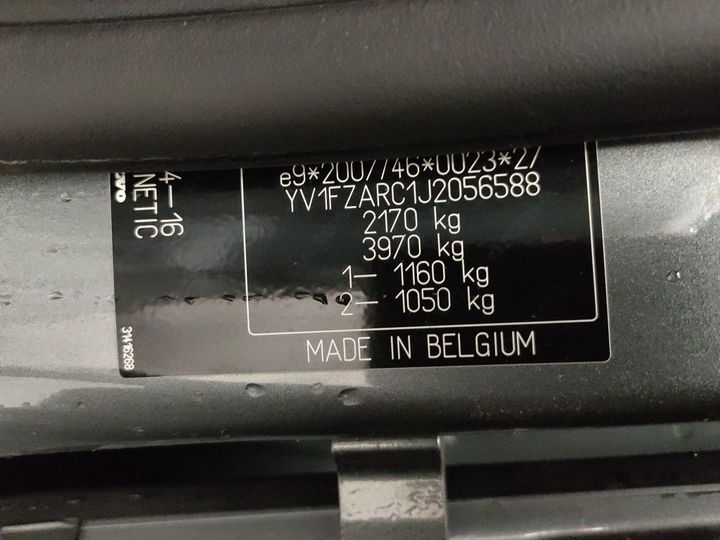 e9*2007/46*0023*27
YV1FZARC1J2056588
2170 kg
3970 kg
1– 1160 kg
2– 1050 kg
MADE IN BELGIUM
4–16
NETIC
31416268